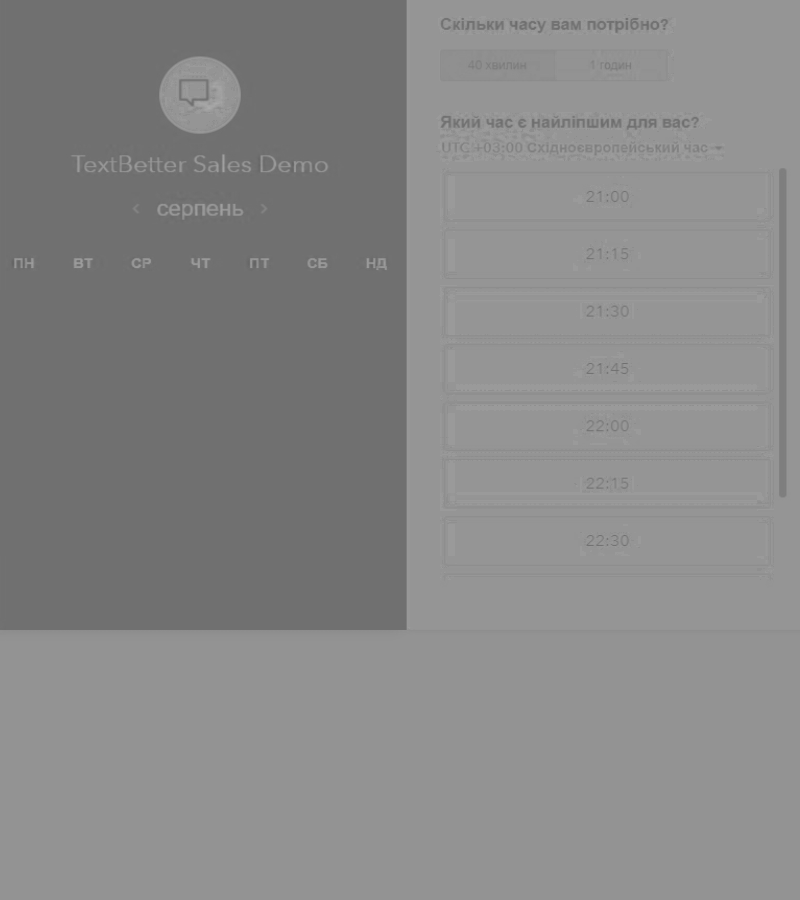 TextBetter Sales Demo
серпень
ПН ВТ СР ЧТ ПТ СБ НД
Скільки часу вам потрібно?
40 хвилин 1 годин
Який час є найліпшим для вас?
UTC +03:00 Східноєвропейський час
21:00
21:15
21:30
21:45
22:00
22:15
22:30